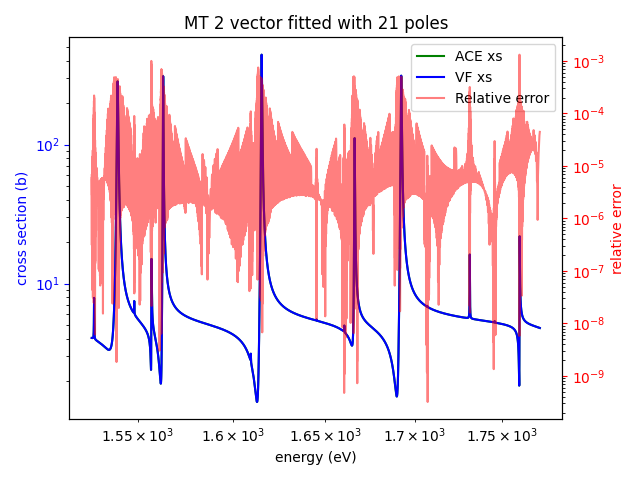 MT 2 vector fitted with 21 poles
ACE xs
VF xs
Relative error
cross section (b)
10²
10¹
relative error
10⁻³
10⁻⁴
10⁻⁵
10⁻⁶
10⁻⁷
10⁻⁸
10⁻⁹
1.55 × 10³ 1.6 × 10³ 1.65 × 10³ 1.7 × 10³ 1.75 × 10³
energy (eV)